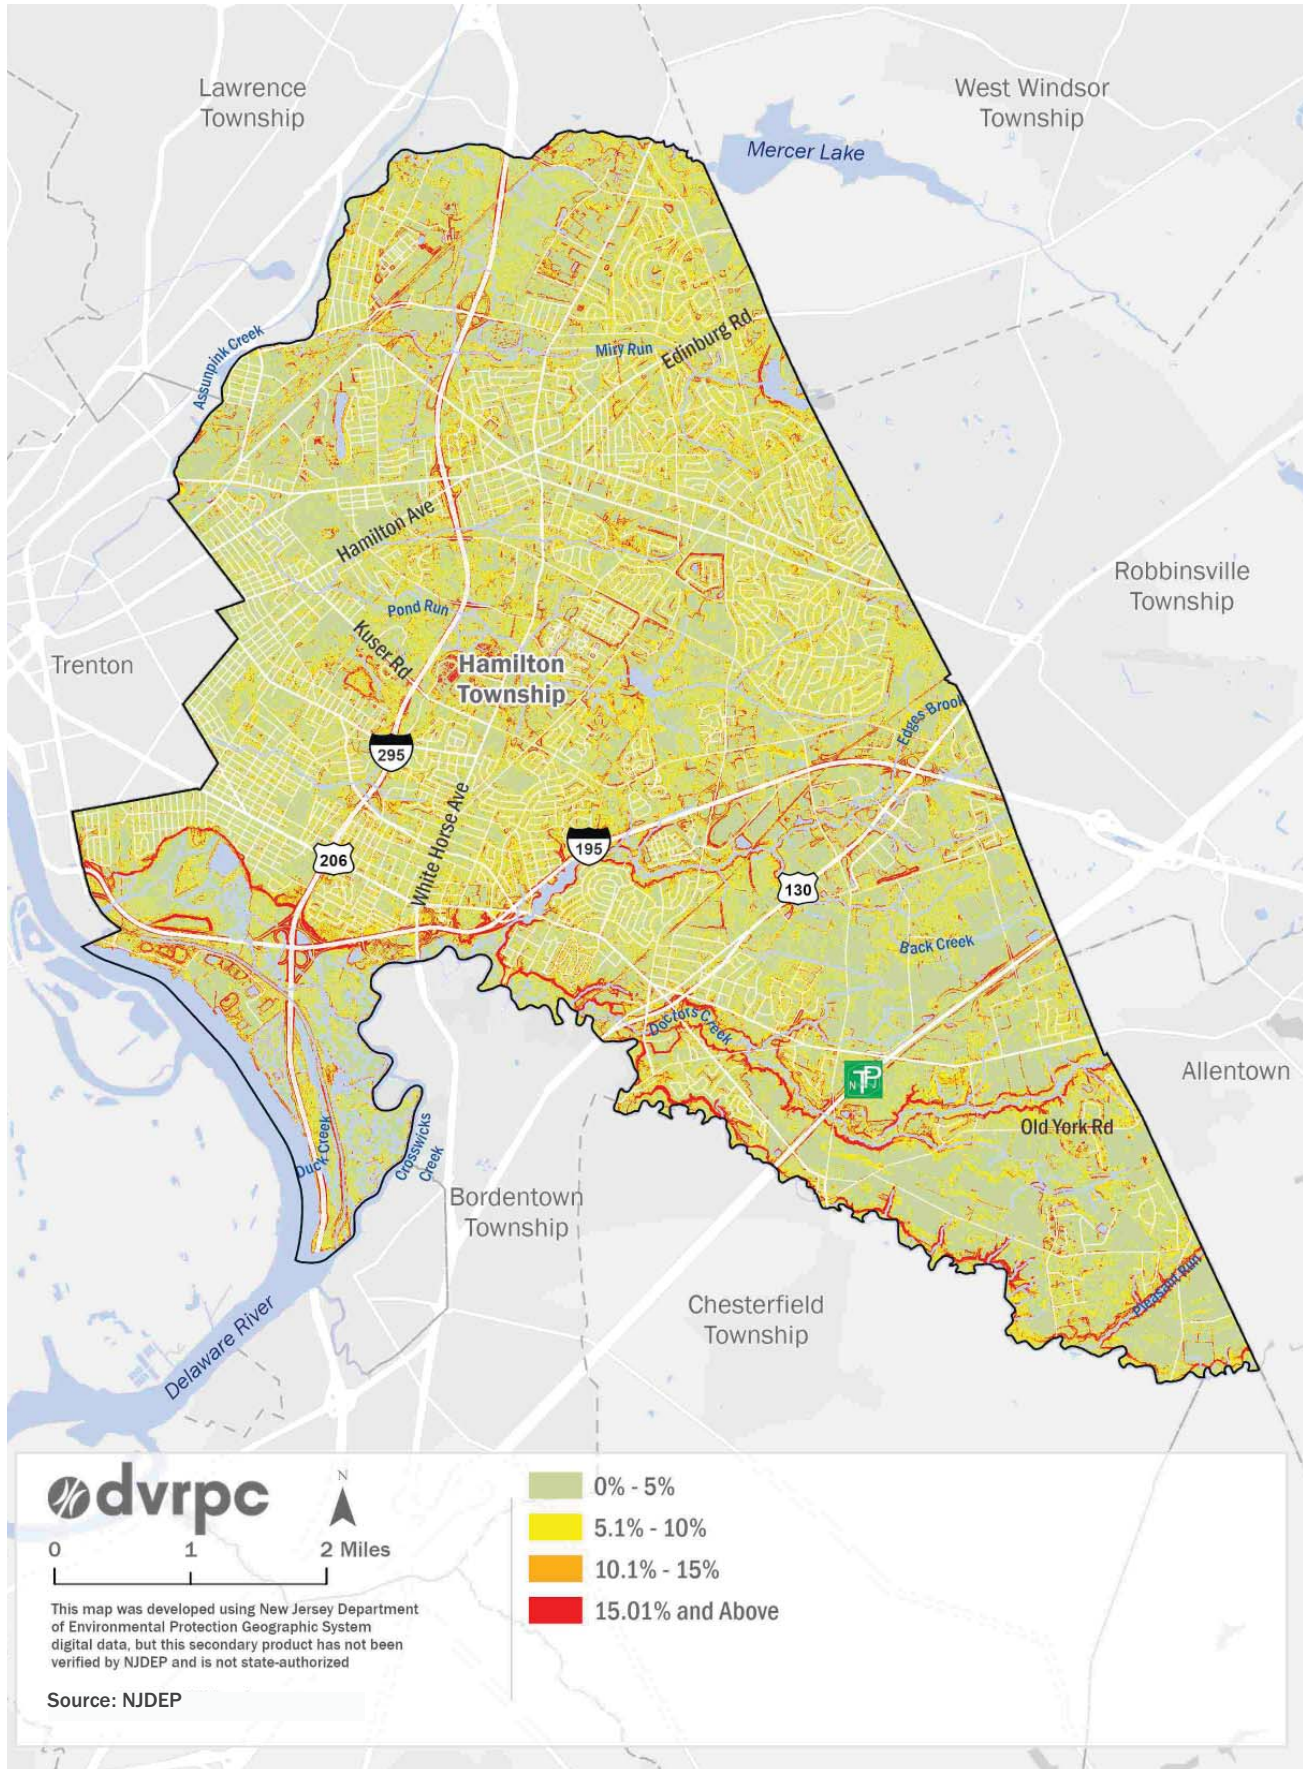 Lawrence
Township
West Windsor
Township
Mercer Lake
Assunpink Creek
Miry Run
Edinburg Rd
Hamilton Ave
Robbinsville
Township
Pond Run
Kuser Rd
Trenton
Hamilton
Township
Edges Brook
295
White Horse Ave
206
195
130
Back Creek
Doctors Creek
N TP J
Allentown
Old York Rd
Duck Creek
Crosswicks
Creek
Bordentown
Township
Pleasant Run
Chesterfield
Township
Delaware River
dvrpc
N
0 1 2 Miles
This map was developed using New Jersey Department
of Environmental Protection Geographic System
digital data, but this secondary product has not been
verified by NJDEP and is not state-authorized
Source: NJDEP
0% - 5%
5.1% - 10%
10.1% - 15%
15.01% and Above